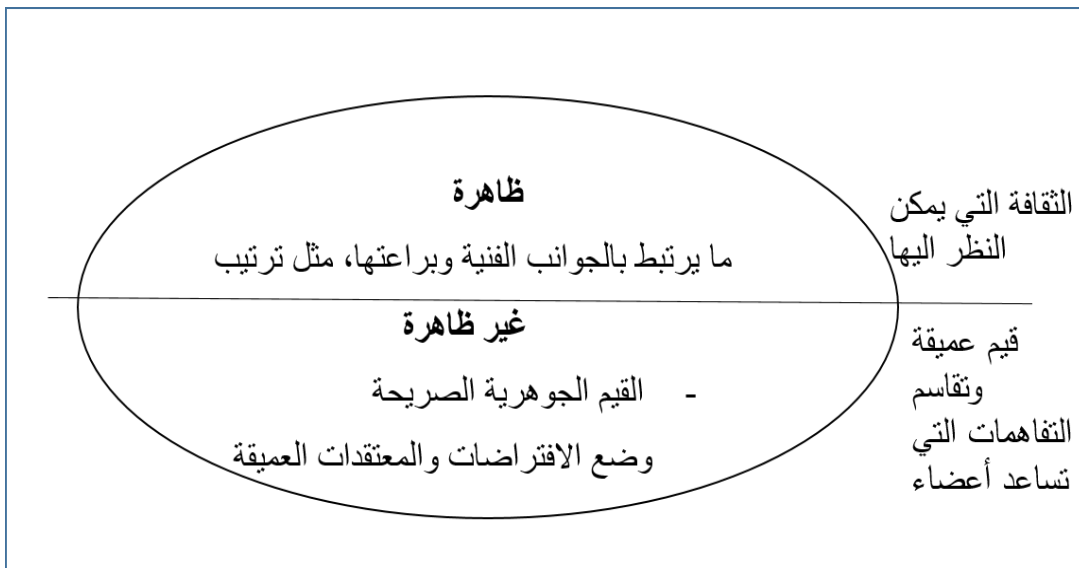 ظاهرة
ما يرتبط بالجوانب الفنية وبراعتها، مثل ترتيب
الثقافة التي يمكن
النظر اليها
غير ظاهرة
- القيم الجوهرية الصريحة
وضع الافتراضات والمعتقدات العميقة
قيم عميقة
وتقاسم
التفاهمات التي
تساعد أعضاء